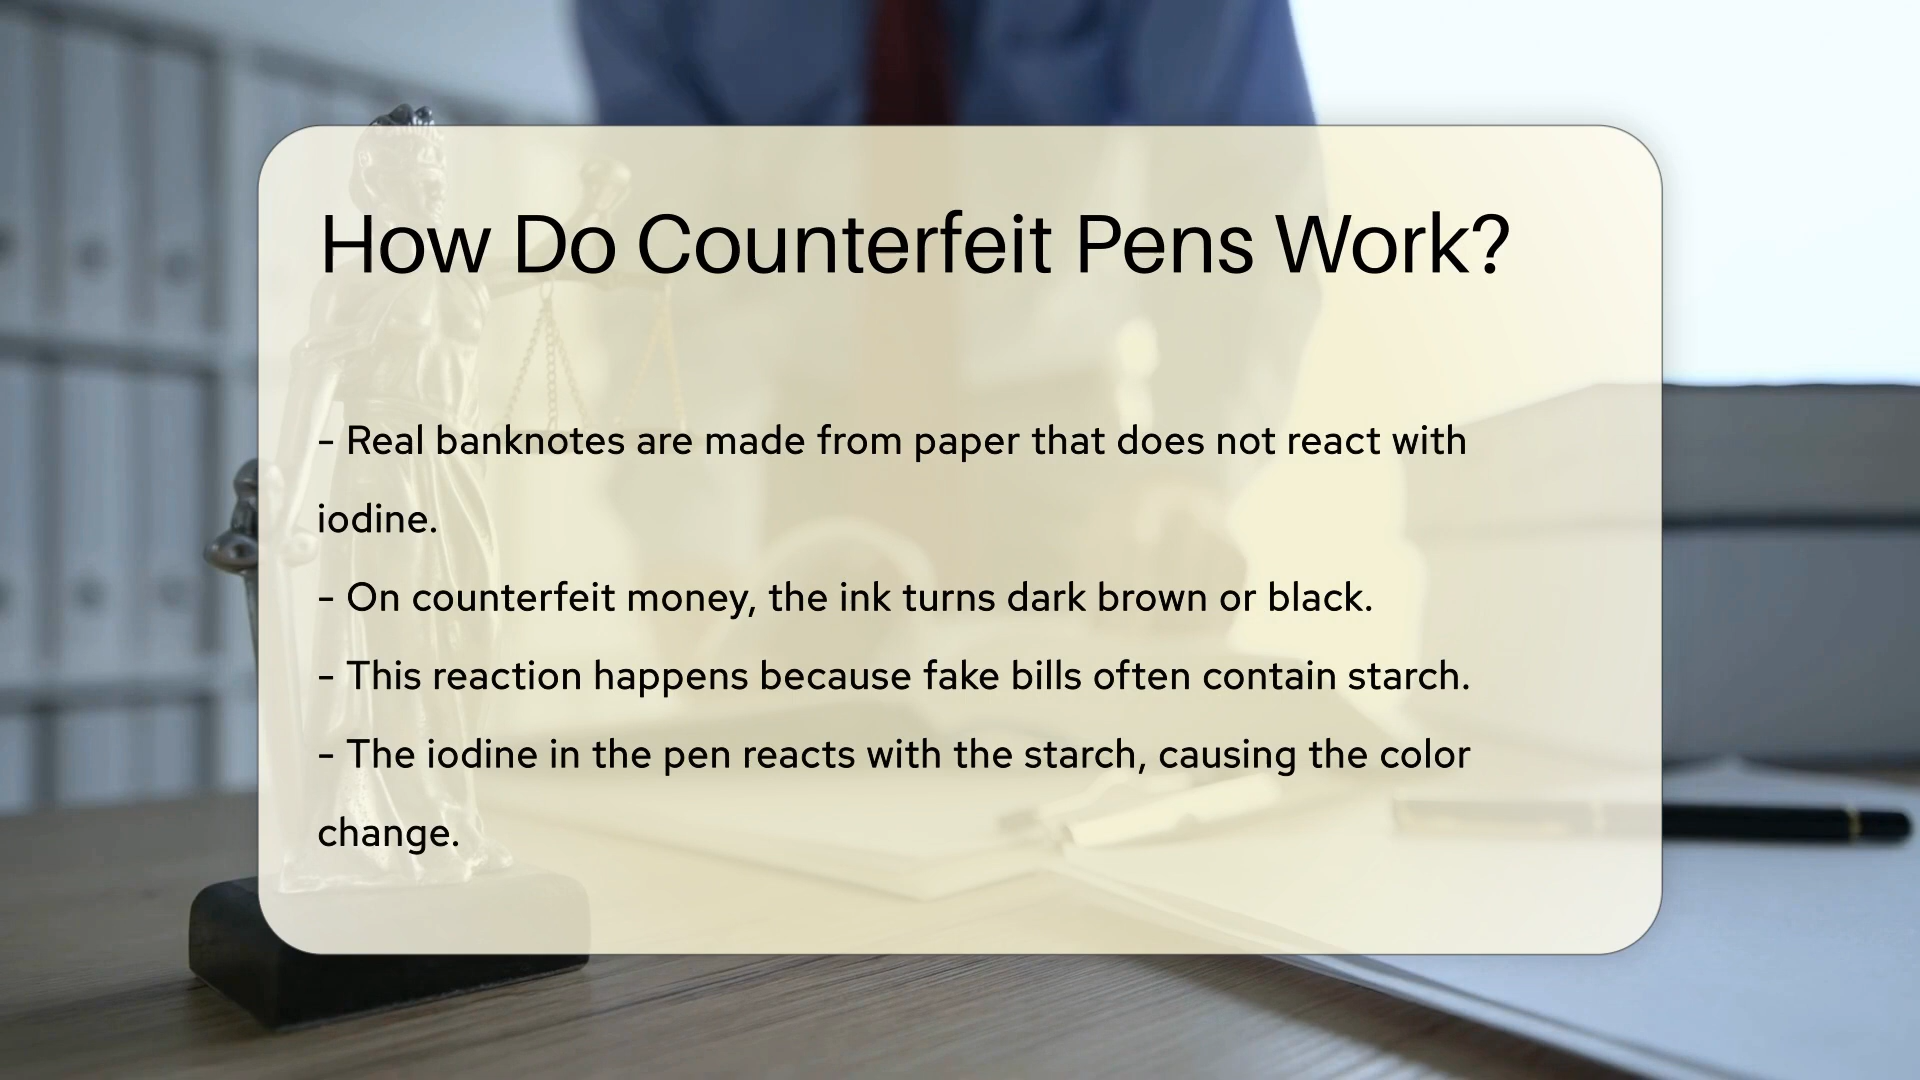 How Do Counterfeit Pens Work?
- Real banknotes are made from paper that does not react with
iodine.
- On counterfeit money, the ink turns dark brown or black.
- This reaction happens because fake bills often contain starch.
- The iodine in the pen reacts with the starch, causing the color
change.